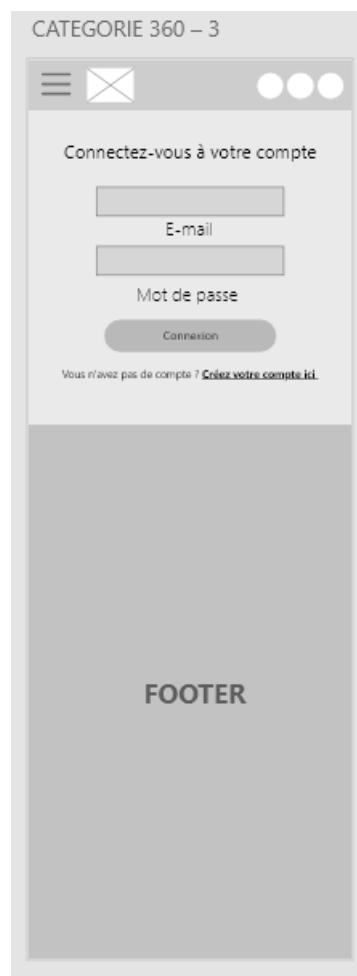 CATEGORIE 360 – 3
Connectez-vous à votre compte
E-mail
Mot de passe
Connexion
Vous n'avez pas de compte ? Créez votre compte ici
FOOTER